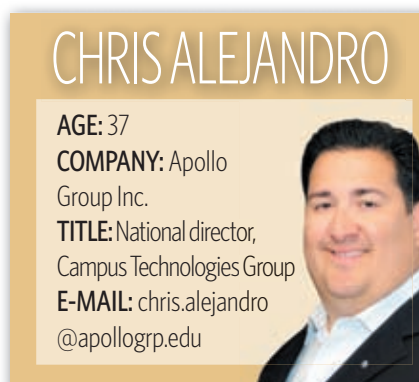 CHRIS ALEJANDRO
AGE: 37
COMPANY: Apollo
Group Inc.
TITLE: National director,
Campus Technologies Group
E-MAIL: chris.alejandro
@apollogrp.edu